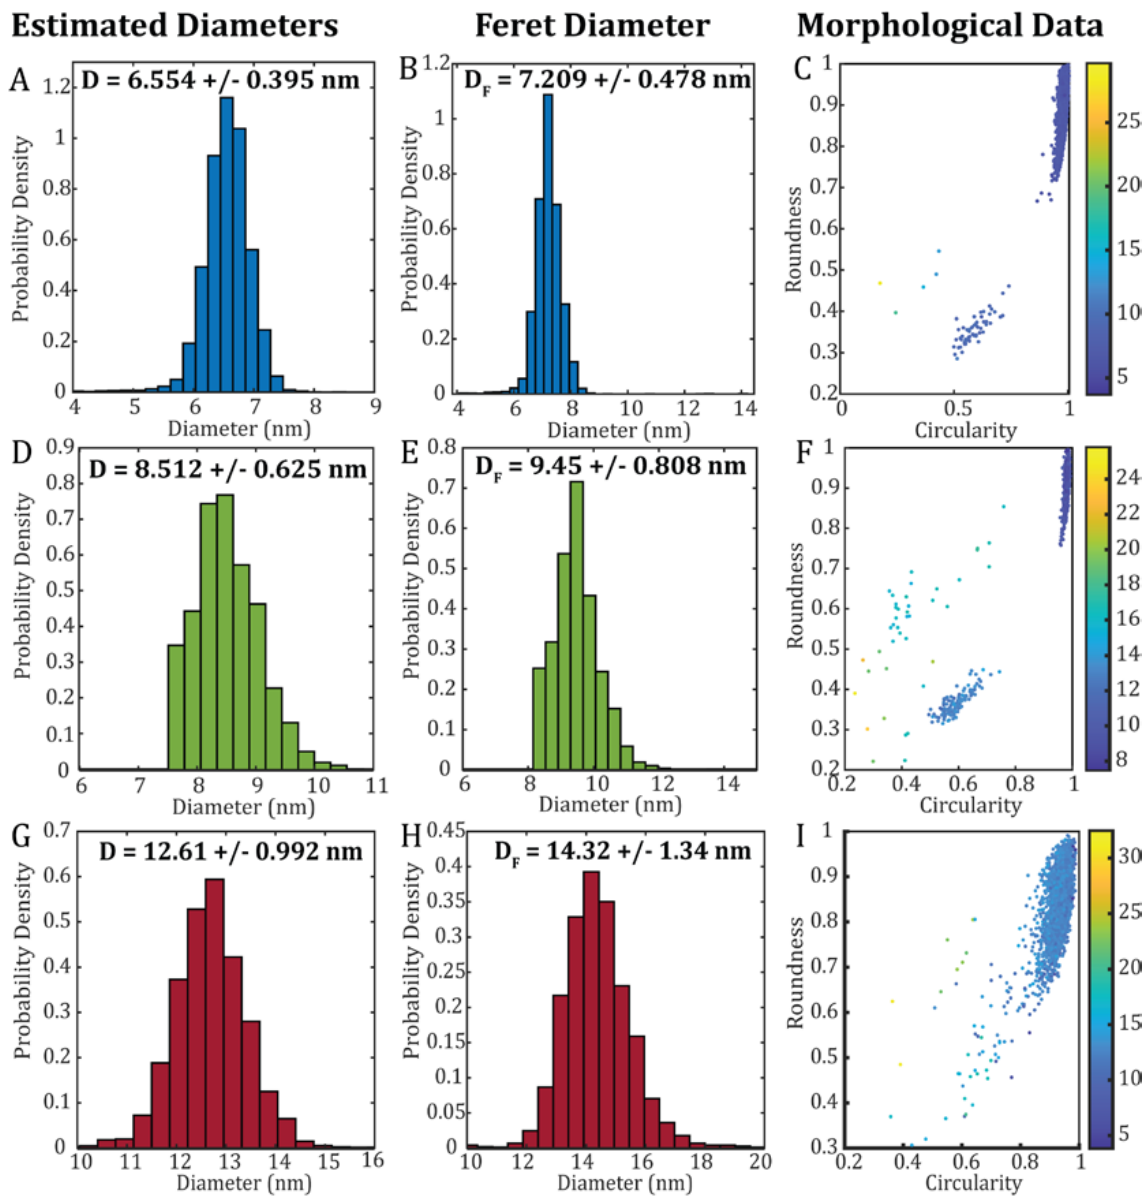 Estimated Diameters
Feret Diameter
Morphological Data
A
D = 6.554 +/- 0.395 nm
1.2
1
0.8
0.6
0.4
0.2
0
Probability Density
4 5 6 7 8 9
Diameter (nm)
B
D_F = 7.209 +/- 0.478 nm
1.2
1
0.8
0.6
0.4
0.2
0
Probability Density
4 6 8 10 12 14
Diameter (nm)
C
1
0.9
0.8
0.7
0.6
0.5
0.4
0.3
0.2
Roundness
0 0.5 1
Circularity
25
20
15
10
5
D
D = 8.512 +/- 0.625 nm
0.9
0.8
0.7
0.6
0.5
0.4
0.3
0.2
0.1
0
Probability Density
6 7 8 9 10 11
Diameter (nm)
E
D_F = 9.45 +/- 0.808 nm
0.8
0.7
0.6
0.5
0.4
0.3
0.2
0.1
0
Probability Density
6 8 10 12 14
Diameter (nm)
F
1
0.9
0.8
0.7
0.6
0.5
0.4
0.3
0.2
Roundness
0.2 0.4 0.6 0.8 1
Circularity
24
22
20
18
16
14
12
10
8
G
D = 12.61 +/- 0.992 nm
0.7
0.6
0.5
0.4
0.3
0.2
0.1
0
Probability Density
10 11 12 13 14 15 16
Diameter (nm)
H
D_F = 14.32 +/- 1.34 nm
0.45
0.4
0.35
0.3
0.25
0.2
0.15
0.1
0.05
0
Probability Density
10 12 14 16 18 20
Diameter (nm)
I
1
0.9
0.8
0.7
0.6
0.5
0.4
0.3
Roundness
0.2 0.4 0.6 0.8 1
Circularity
30
25
20
15
10
5